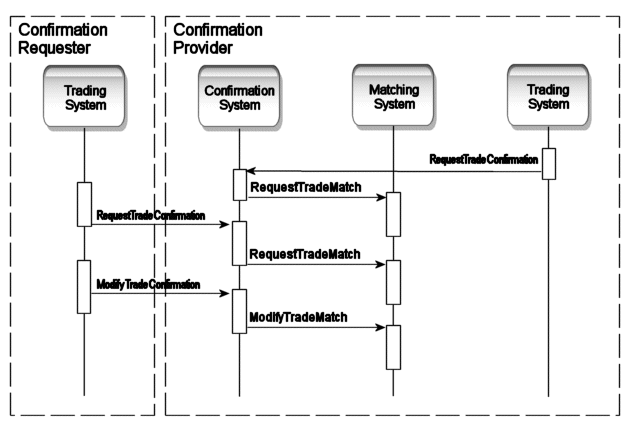 Confirmation
Requester
Confirmation
Provider
Trading
System
Confirmation
System
Matching
System
Trading
System
RequestTradeConfirmation
RequestTradeMatch
RequestTradeConfirmation
RequestTradeMatch
ModifyTradeConfirmation
ModifyTradeMatch